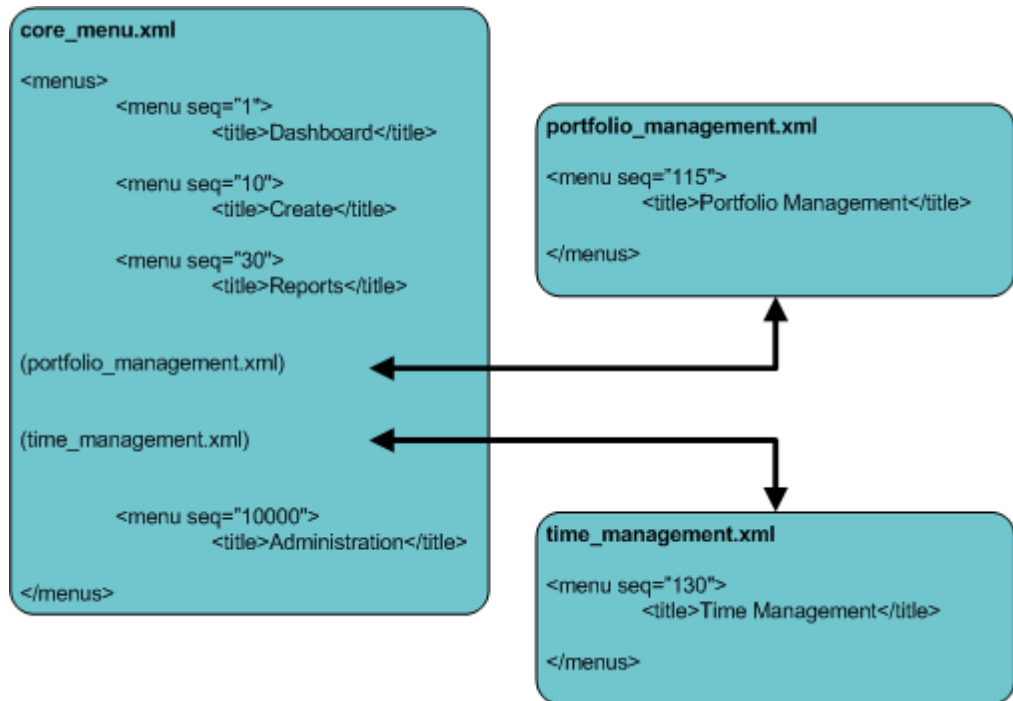 core_menu.xml
<menus>
<menu seq="1">
<title>Dashboard</title>
<menu seq="10">
<title>Create</title>
<menu seq="30">
<title>Reports</title>
(portfolio_management.xml)
(time_management.xml)
<menu seq="10000">
<title>Administration</title>
</menus>
portfolio_management.xml
<menu seq="115">
<title>Portfolio Management</title>
</menus>
time_management.xml
<menu seq="130">
<title>Time Management</title>
</menus>